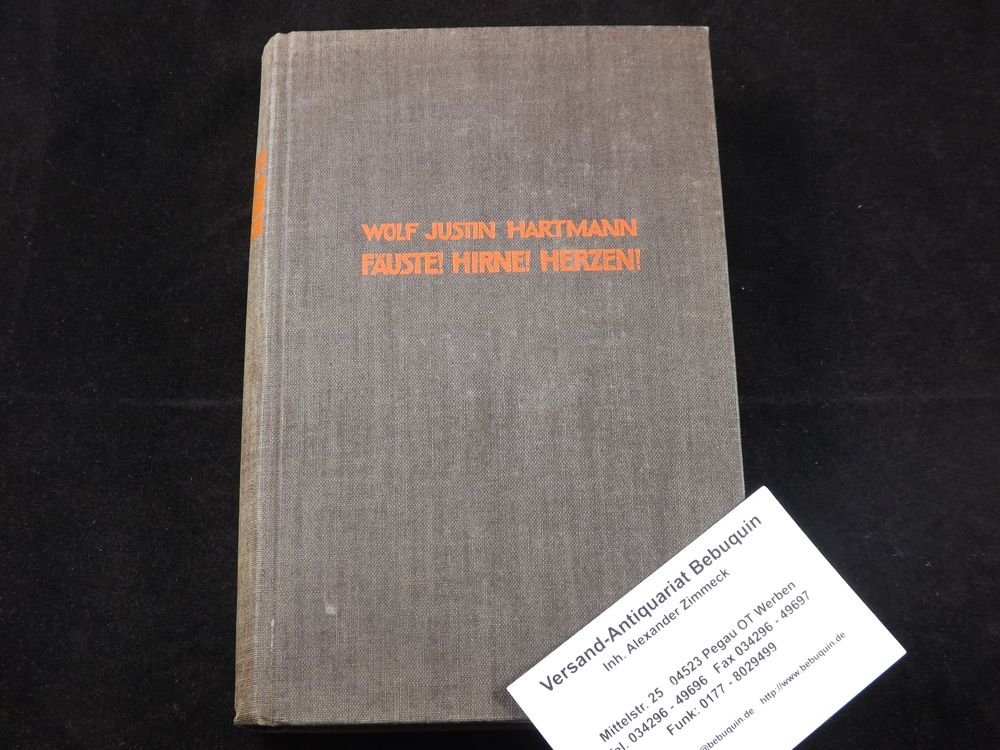 WOLF JUSTIN HARTMANN
FÄUSTE! HIRNE! HERZEN!
Versand-Antiquariat Bebuquin
Inh. Alexander Zimmeck
Mittelstr. 25 04523 Pegau OT Werben
Tel. 034296 - 49696 Fax 034296 - 49697
Funk: 0177 - 8029499
@bebuquin.de http://www.bebuquin.de